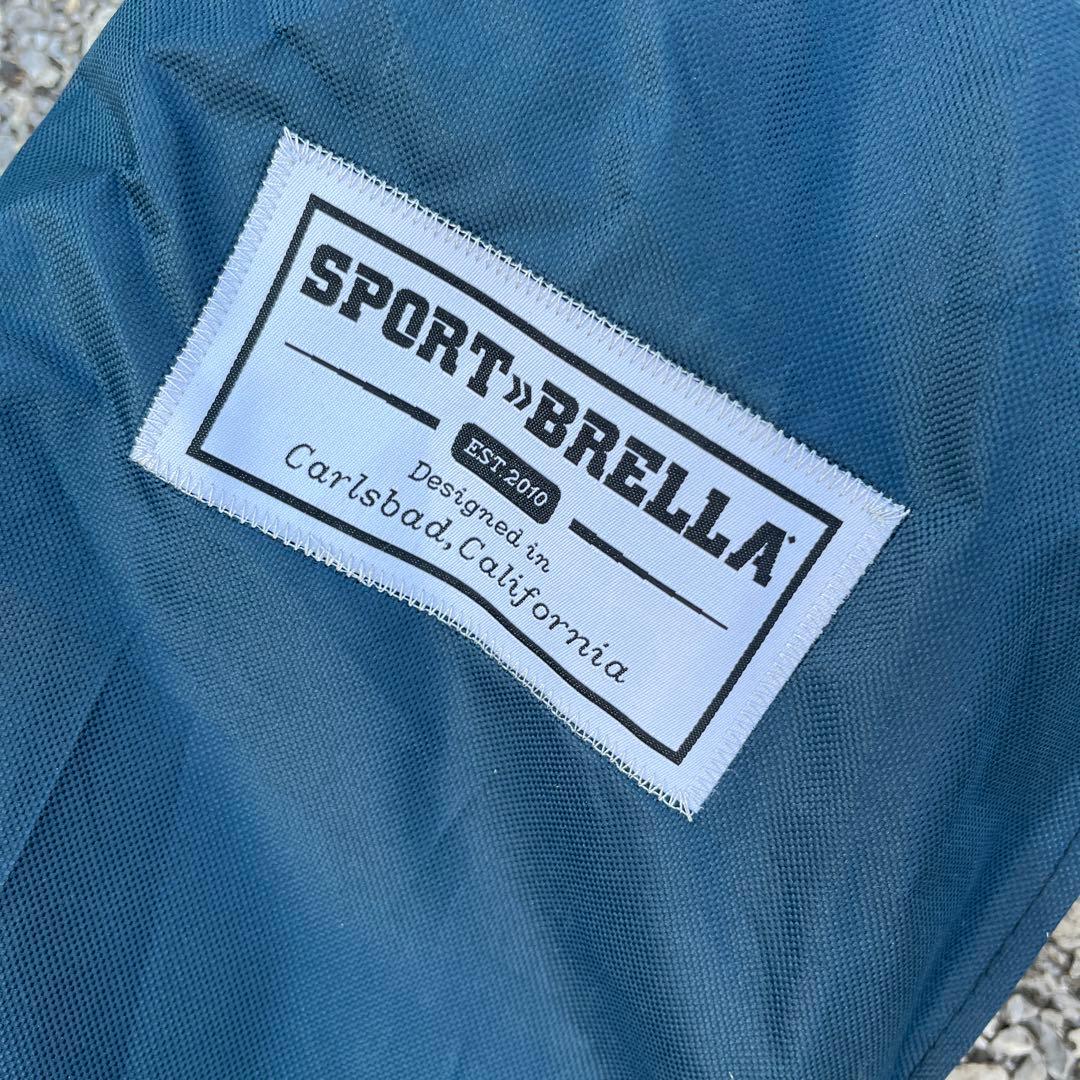 SPORT»BRELLA
EST 2010
Designed in
Carlsbad, California